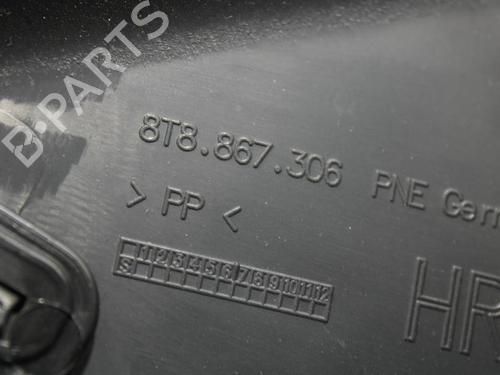 B-PARTS
8T8.867.306 PNE Ger
> PP <
1 2 3 4 5 6 7 8 9 10 11 12
S
HR